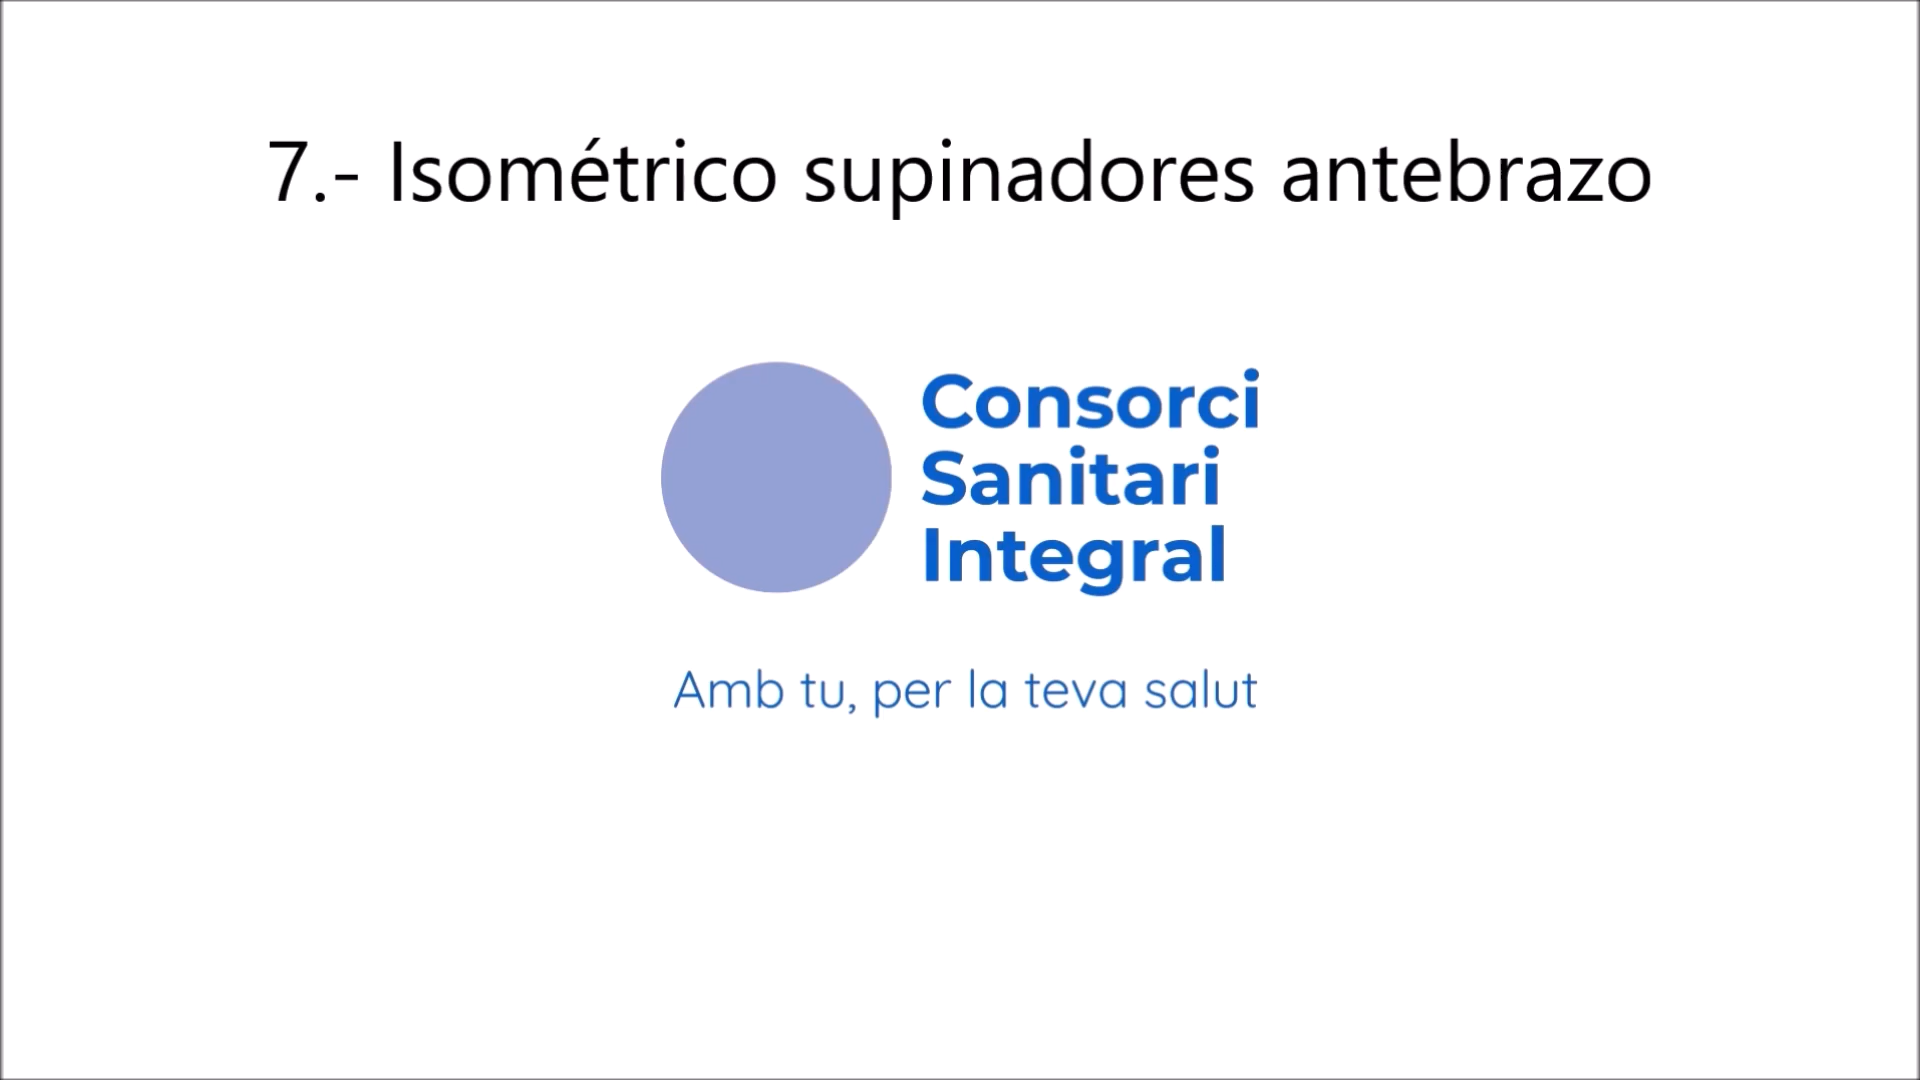 7.- Isométrico supinadores antebrazo
Consorci
Sanitari
Integral
Amb tu, per la teva salut